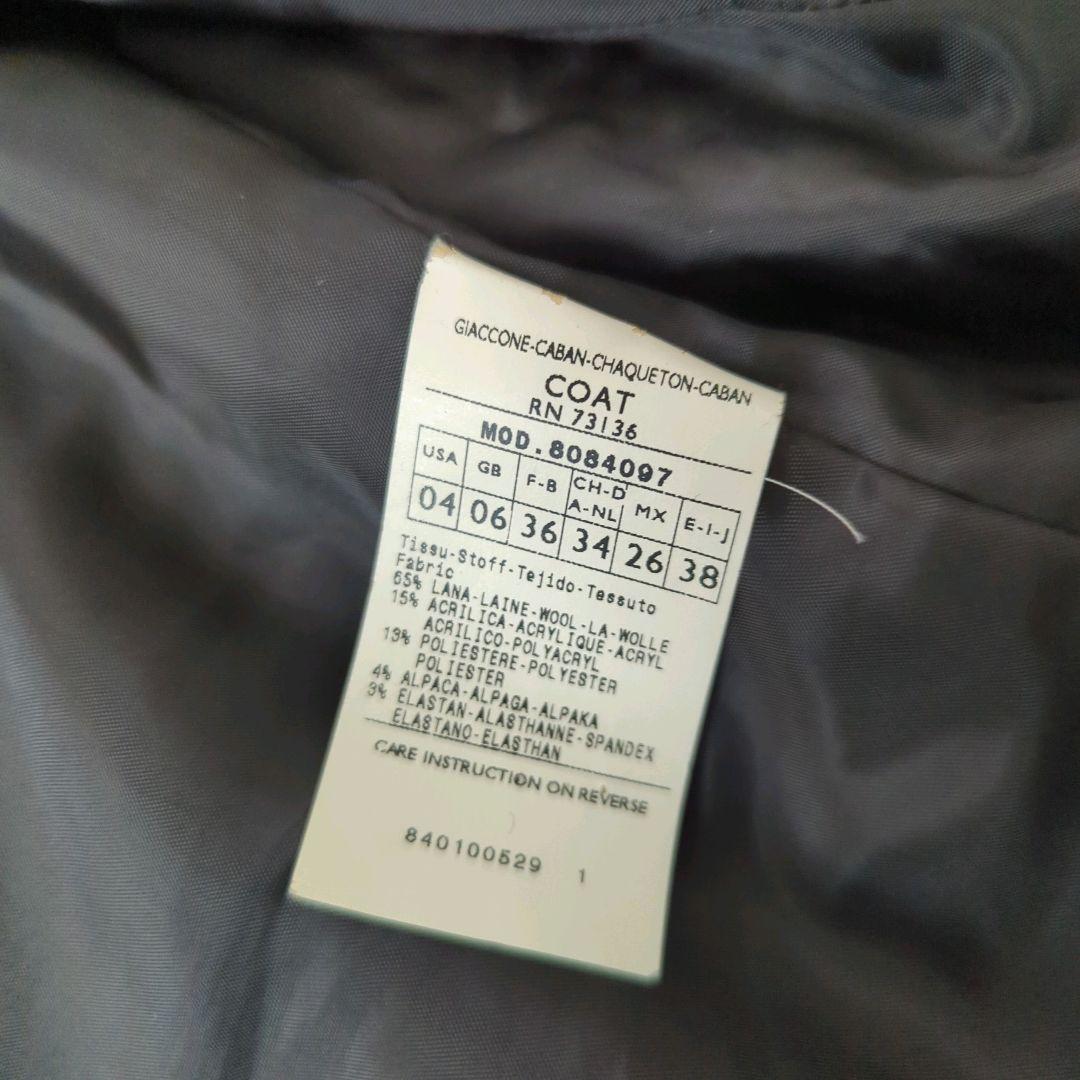 GIACCONE-CABAN-CHAQUETON-CABAN
COAT
RN 73136
MOD.8084097
USA GB F-B CH-D A-NL MX E-I-J
04 06 36 34 26 38
Tissu-Stoff-Tejido-Tessuto
Fabric
65% LANA-LAINE-WOOL-LA-WOLLE
15% ACRILICA-ACRYLIQUE-ACRYL
ACRILICO-POLYACRYL
13% POLIESTERE-POLYESTER
POLIESTER
4% ALPACA-ALPAGA-ALPAKA
3% ELASTAN-ALASTHANNE-SPANDEX
ELASTANO-ELASTHAN
CARE INSTRUCTION ON REVERSE
840100529 1